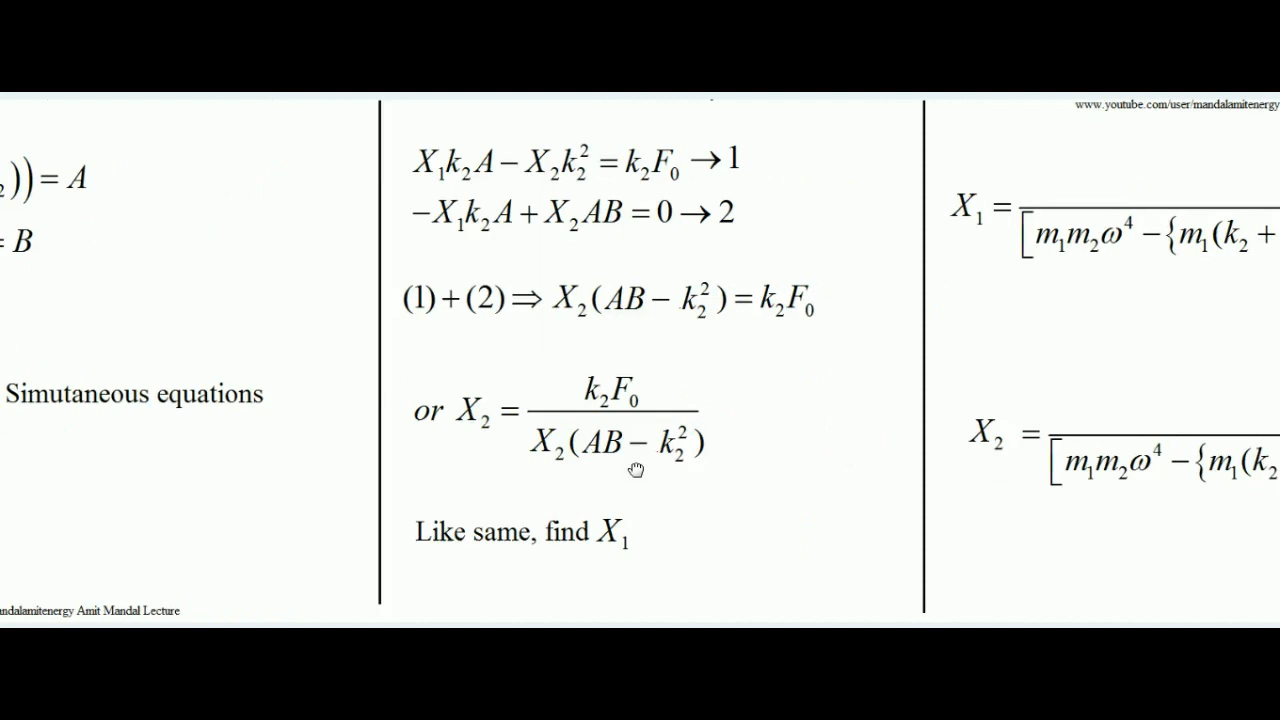 www.youtube.com/user/mandalamitenergy
₂)) = A
= B
Simutaneous equations
ndalamitenergy Amit Mandal Lecture
X₁k₂A − X₂k₂² = k₂F₀ → 1
−X₁k₂A + X₂AB = 0 → 2
(1) + (2) ⇒ X₂(AB − k₂²) = k₂F₀
or X₂ = k₂F₀ / X₂(AB − k₂²)
Like same, find X₁
X₁ = / [m₁m₂ω⁴ − {m₁(k₂ +
X₂ = / [m₁m₂ω⁴ − {m₁(k₂